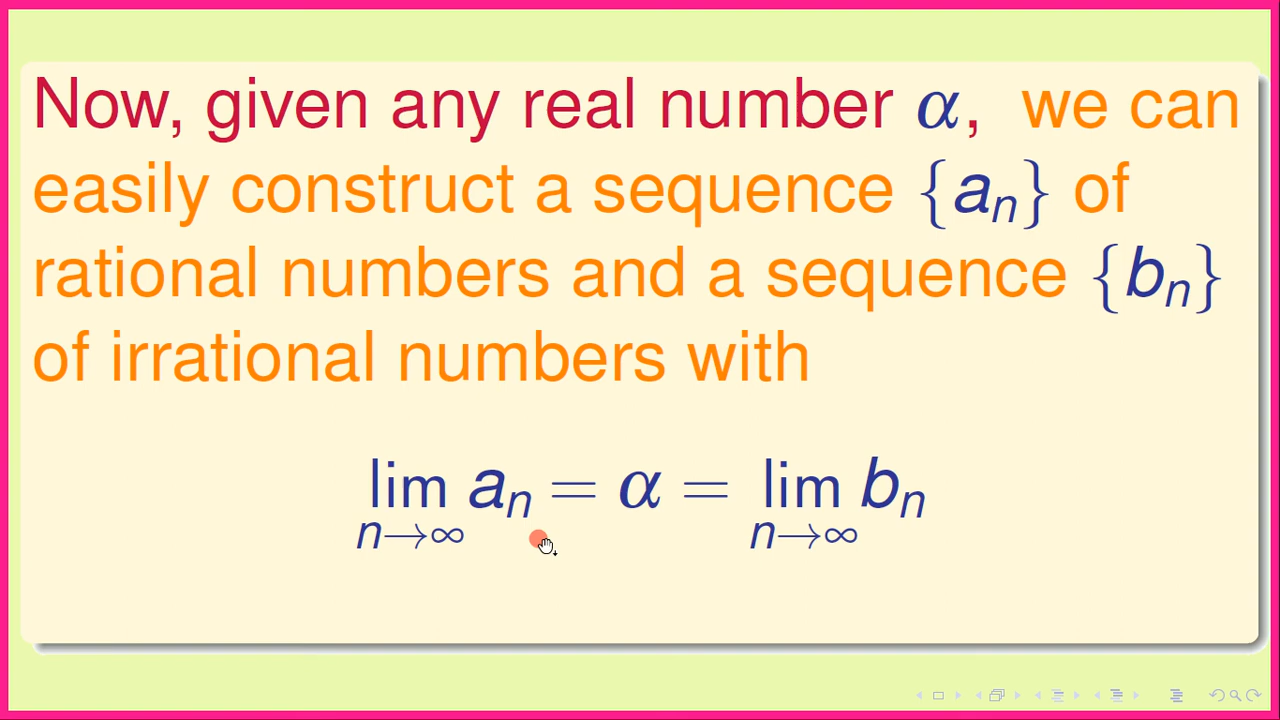 Now, given any real number α, we can
easily construct a sequence {aₙ} of
rational numbers and a sequence {bₙ}
of irrational numbers with
lim aₙ = α = lim bₙ
n→∞ n→∞